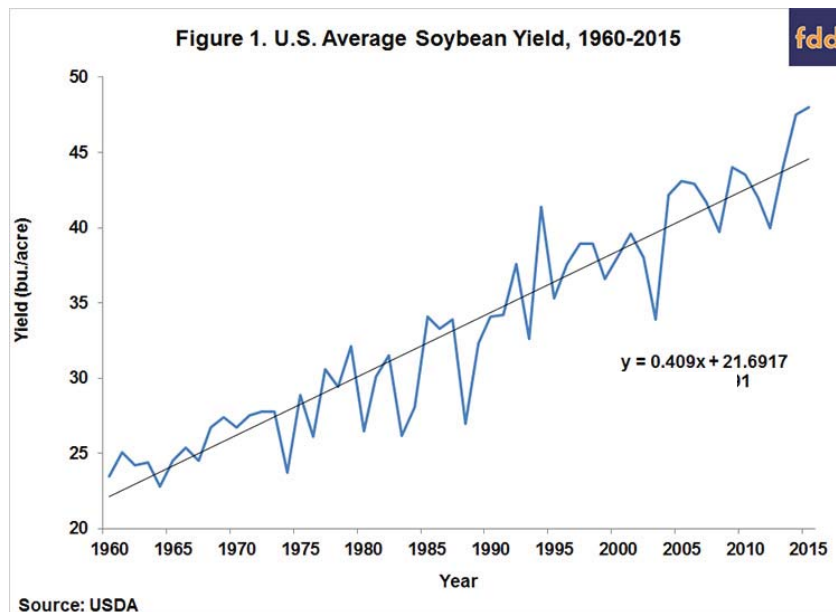 Figure 1. U.S. Average Soybean Yield, 1960-2015
fdd
50
45
40
35
30
25
20
Yield (bu./acre)
y = 0.409x + 21.6917
91
1960 1965 1970 1975 1980 1985 1990 1995 2000 2005 2010 2015
Year
Source: USDA